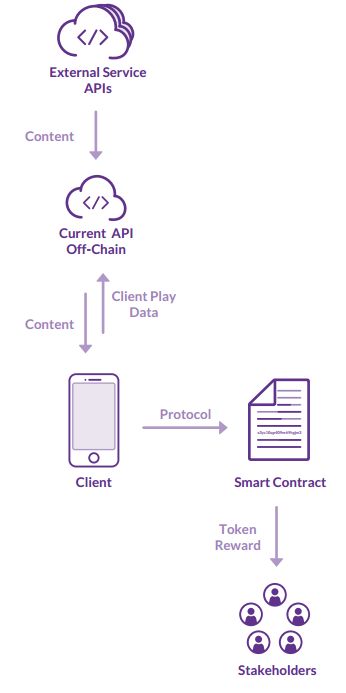 </>
External Service
APIs
Content
</>
Current API
Off-Chain
Client Play
Data
Content
Protocol
Client
Smart Contract
Token
Reward
Stakeholders